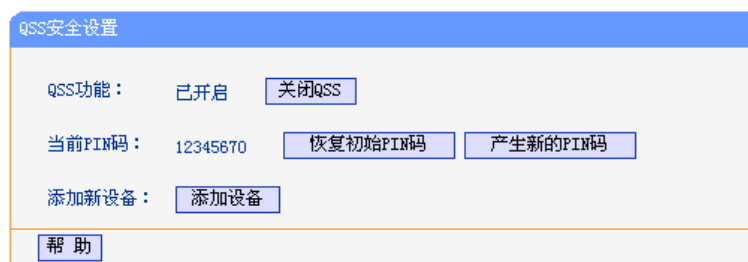 QSS安全设置
QSS功能： 已开启 关闭QSS
当前PIN码： 12345670 恢复初始PIN码 产生新的PIN码
添加新设备： 添加设备
帮 助